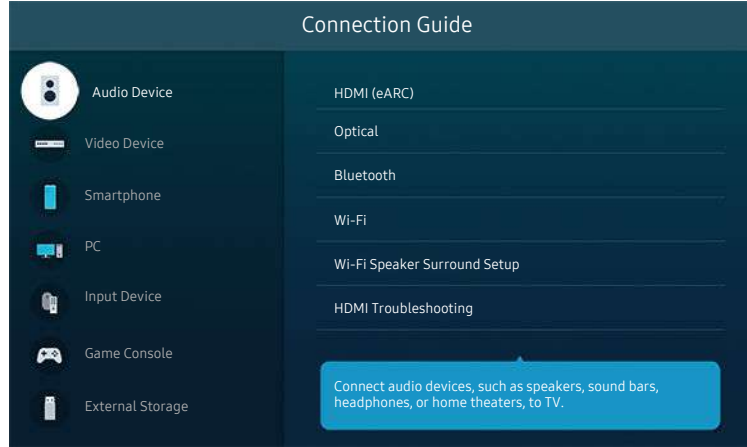 Connection Guide
Audio Device
Video Device
Smartphone
PC
Input Device
Game Console
External Storage
HDMI (eARC)
Optical
Bluetooth
Wi-Fi
Wi-Fi Speaker Surround Setup
HDMI Troubleshooting
Connect audio devices, such as speakers, sound bars,
headphones, or home theaters, to TV.